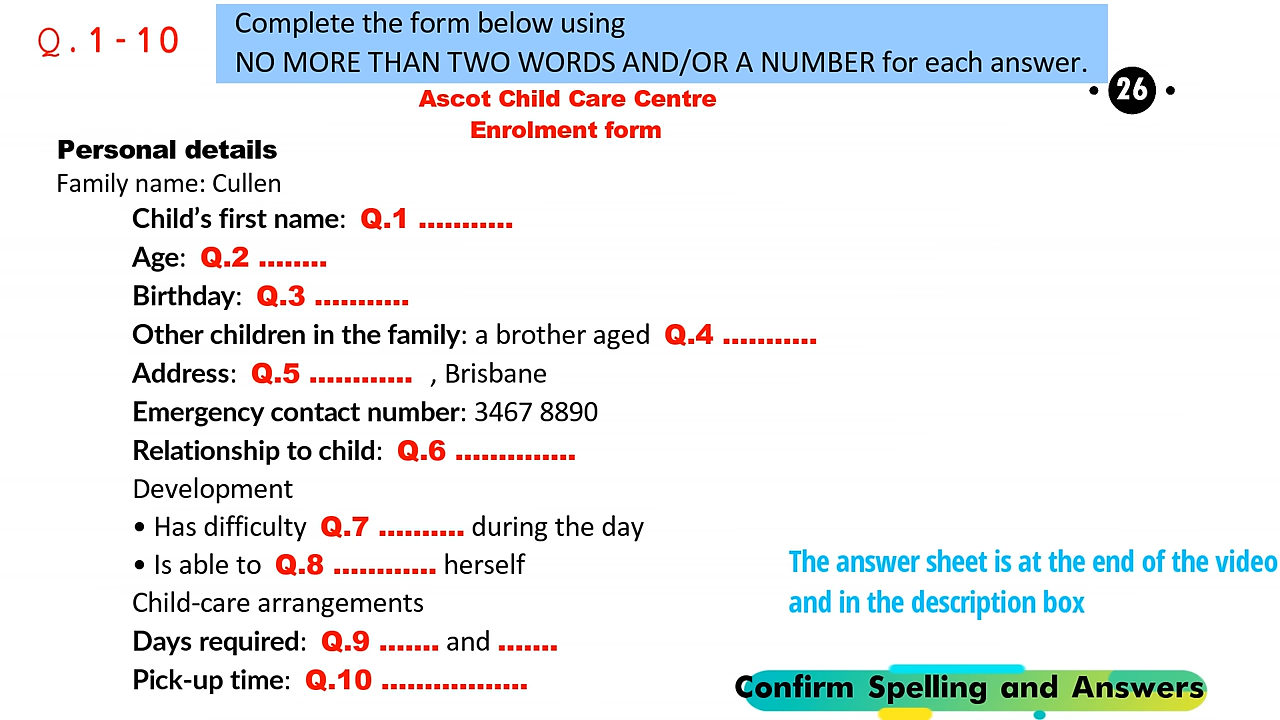 Q.1-10
Complete the form below using
NO MORE THAN TWO WORDS AND/OR A NUMBER for each answer.
26
Ascot Child Care Centre
Enrolment form
Personal details
Family name: Cullen
Child's first name: Q.1 ...........
Age: Q.2 ........
Birthday: Q.3 ...........
Other children in the family: a brother aged Q.4 ...........
Address: Q.5 ............ , Brisbane
Emergency contact number: 3467 8890
Relationship to child: Q.6 ..............
Development
• Has difficulty Q.7 .......... during the day
• Is able to Q.8 ............ herself
Child-care arrangements
Days required: Q.9 ....... and .......
Pick-up time: Q.10 .................
The answer sheet is at the end of the video
and in the description box
Confirm Spelling and Answers